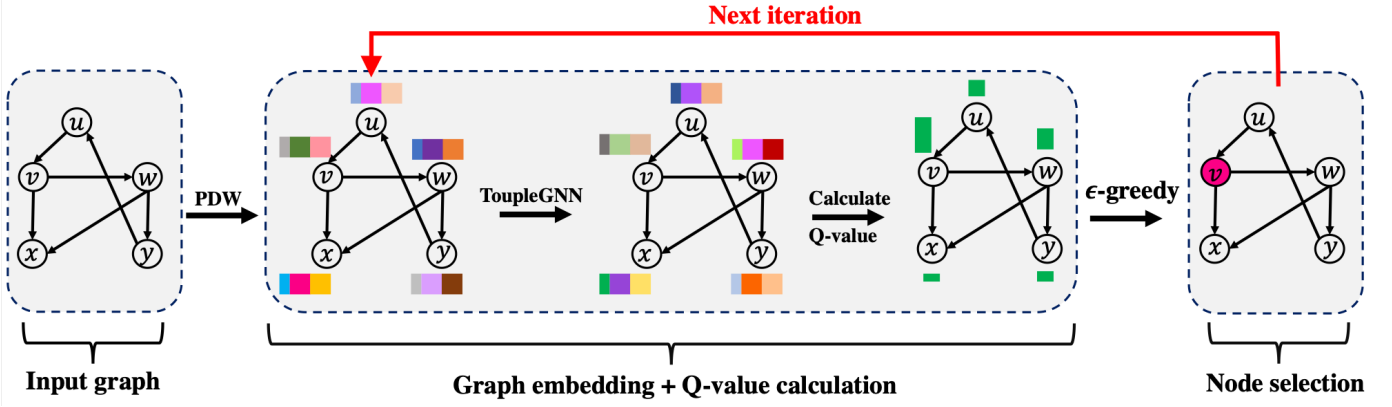 Next iteration
u
v
w
x
y
PDW
u
v
w
x
y
ToupleGNN
u
v
w
x
y
Calculate
Q-value
u
v
w
x
y
ϵ-greedy
u
v
w
x
y
Input graph
Graph embedding + Q-value calculation
Node selection